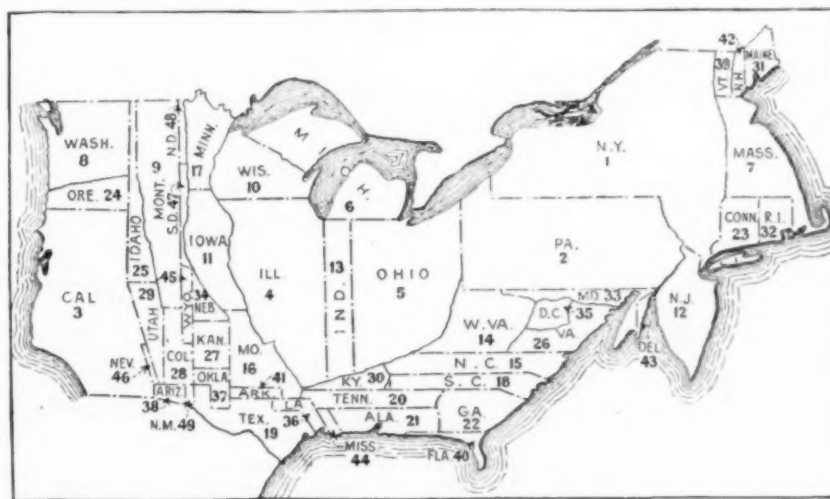 42
39
VT.
N.H.
MAINE
31
WASH.
8
9
MONT.
N.D. 48
S.D. 47
MINN.
17
MICH.
6
WIS.
10
N.Y.
1
MASS.
7
ORE. 24
IDAHO
25
CONN.
23
R.I.
32
CAL
3
IOWA
11
ILL.
4
13
IND.
OHIO
5
PA.
2
N.J.
12
29
UTAH
45
WYO
34
NEB.
W.VA.
14
D.C.
35
MD. 33
VA.
26
DEL.
43
NEV.
46
COL
28
KAN.
27
MO.
16
N.C. 15
S.C. 18
KY. 30
TENN. 20
ARIZ
38
N.M. 49
OKLA
37
ARK.
41
LA
36
TEX.
19
MISS
44
ALA. 21
GA.
22
FLA 40